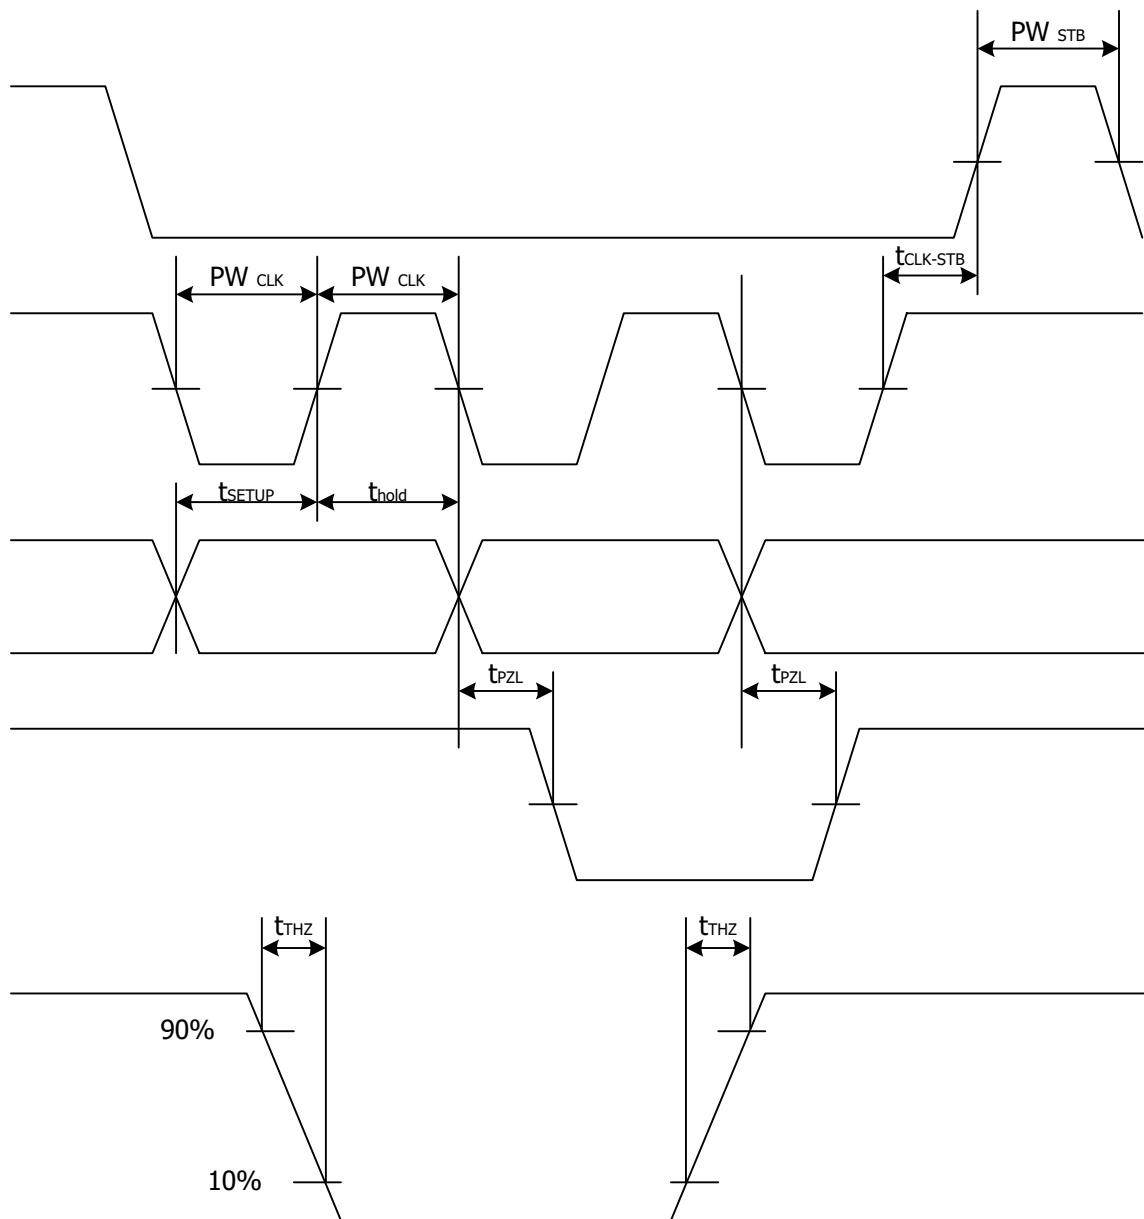 PW STB
tCLK-STB
PW CLK PW CLK
tSETUP thold
tPZL tPZL
tTHZ tTHZ
90%
10%